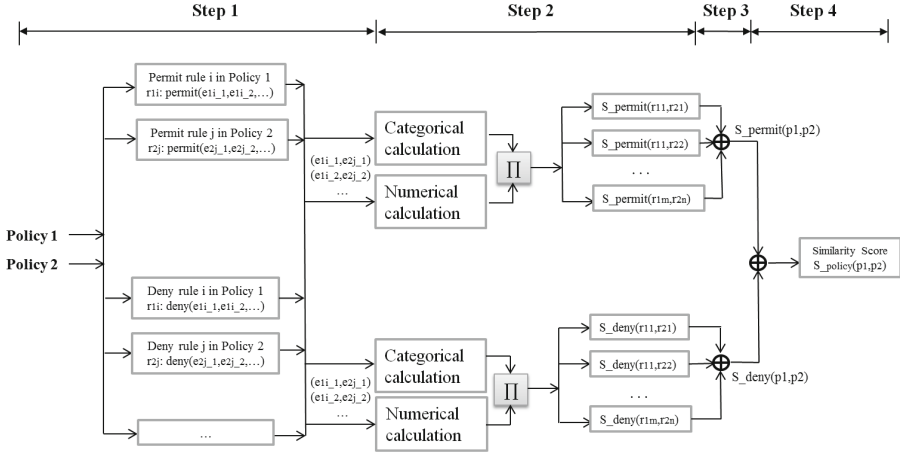 Step 1
Step 2
Step 3
Step 4
Permit rule i in Policy 1
r1i: permit(e1i_1,e1i_2,...)
Permit rule j in Policy 2
r2j: permit(e2j_1,e2j_2,...)
Policy 1
Policy 2
Deny rule i in Policy 1
r1i: deny(e1i_1,e1i_2,...)
Deny rule j in Policy 2
r2j: deny(e2j_1,e2j_2,...)
...
(e1i_1,e2j_1)
(e1i_2,e2j_2)
...
Categorical
calculation
Numerical
calculation
∏
S_permit(r11,r21)
S_permit(r11,r22)
...
S_permit(r1m,r2n)
S_permit(p1,p2)
(e1i_1,e2j_1)
(e1i_2,e2j_2)
...
Categorical
calculation
Numerical
calculation
∏
S_deny(r11,r21)
S_deny(r11,r22)
...
S_deny(r1m,r2n)
S_deny(p1,p2)
Similarity Score
S_policy(p1,p2)